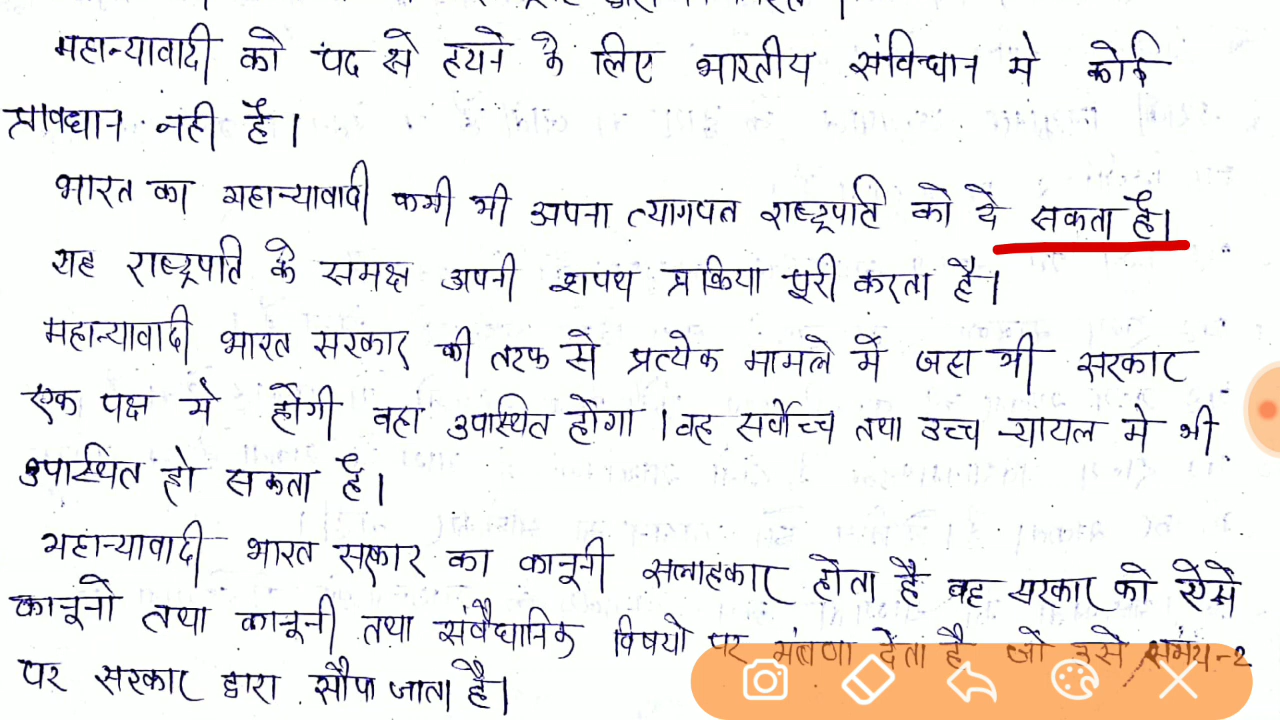 महान्यावादी को पद से हटाने के लिए भारतीय संविन्धान मे कोई
प्रावधान नही है।
भारत का महान्यावादी कभी भी अपना त्यागपत राष्ट्रपति को दे सकता है।
यह राष्ट्रपति के समक्ष अपनी शपथ प्रक्रिया पूरी करता है।
महान्यावादी भारत सरकार की तरफ से प्रत्येक मामले में जहा भी सरकार
एक पक्ष मे होंगी वहा उपस्थित होंगा। वह सर्वोच्च तथा उच्च न्यायल मे भी
उपस्थित हो सकता है।
महान्यावादी भारत सरकार का कानूनी सलाहकार होता है वह सरकार को ऐसे
कानूनो तथा कानूनी तथा संवैधानिक विषयो पर मंत्रणा देता है जो उसे समय-2
पर सरकार द्वारा सौपा जाता है।